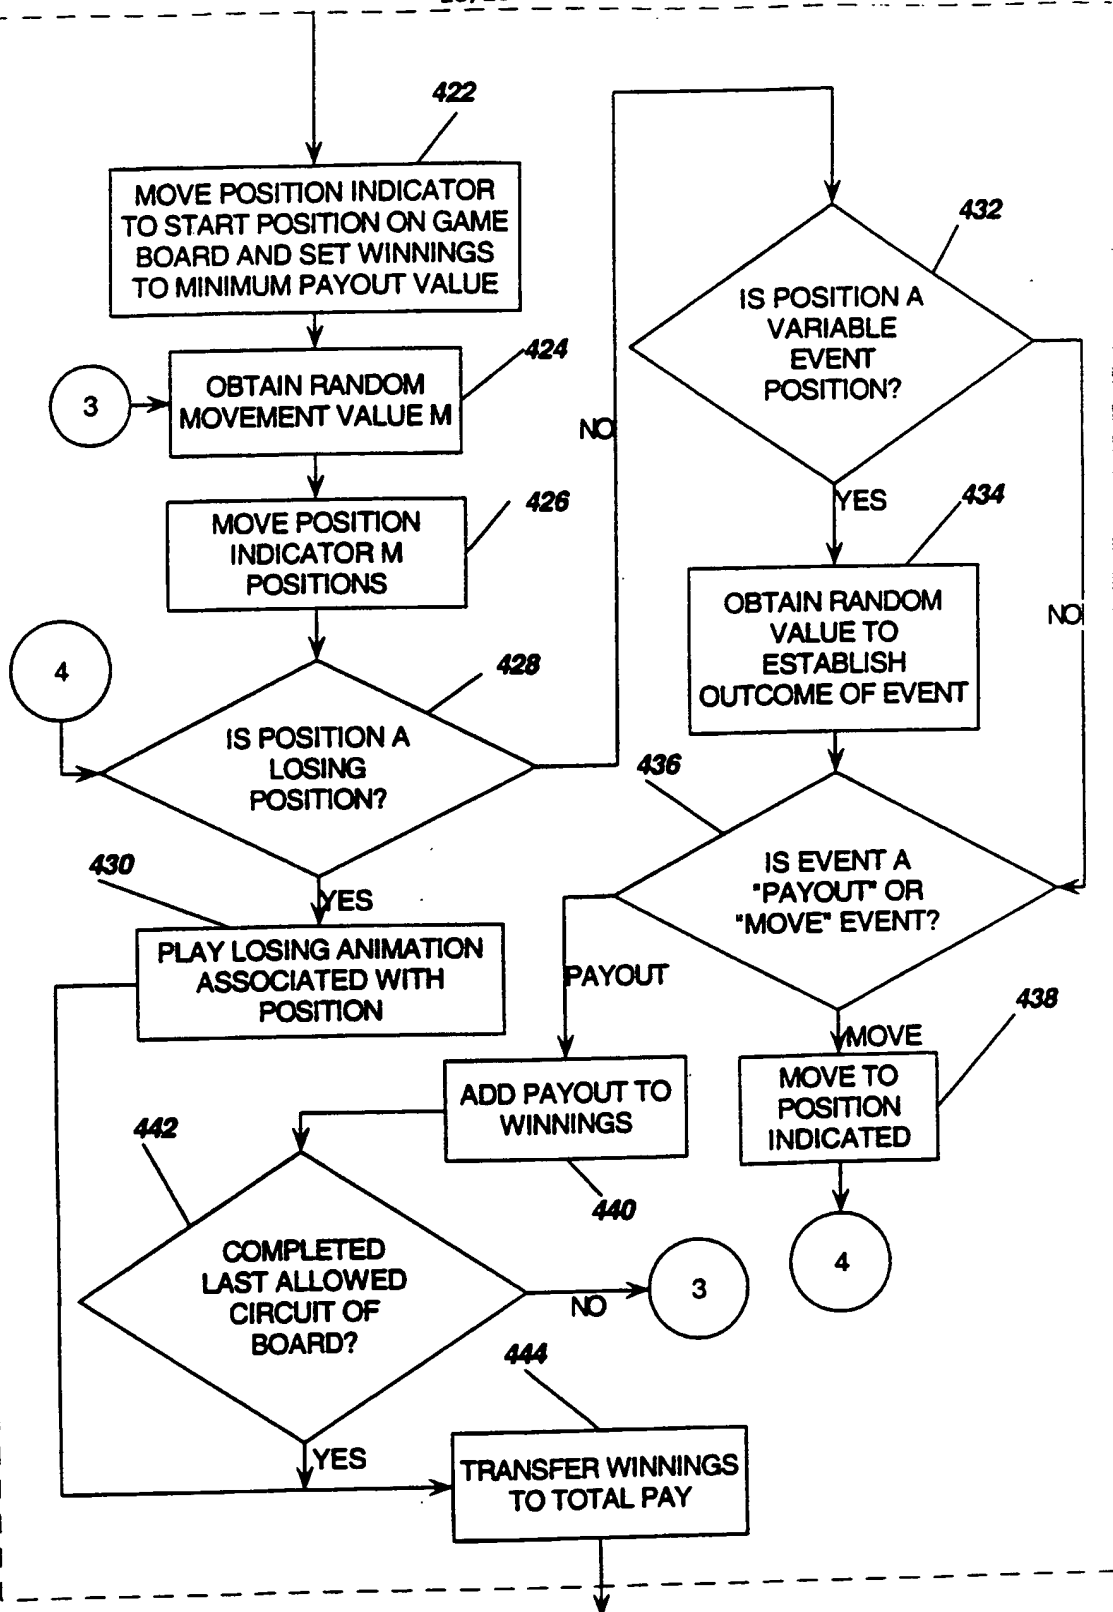 422
MOVE POSITION INDICATOR
TO START POSITION ON GAME
BOARD AND SET WINNINGS
TO MINIMUM PAYOUT VALUE
424
3
OBTAIN RANDOM
MOVEMENT VALUE M
426
MOVE POSITION
INDICATOR M
POSITIONS
4
428
IS POSITION A
LOSING
POSITION?
NO
430
YES
PLAY LOSING ANIMATION
ASSOCIATED WITH
POSITION
432
IS POSITION A
VARIABLE
EVENT
POSITION?
YES
NO
434
OBTAIN RANDOM
VALUE TO
ESTABLISH
OUTCOME OF EVENT
436
IS EVENT A
"PAYOUT" OR
"MOVE" EVENT?
PAYOUT
MOVE
438
MOVE TO
POSITION
INDICATED
4
ADD PAYOUT TO
WINNINGS
440
442
COMPLETED
LAST ALLOWED
CIRCUIT OF
BOARD?
NO
3
YES
444
TRANSFER WINNINGS
TO TOTAL PAY